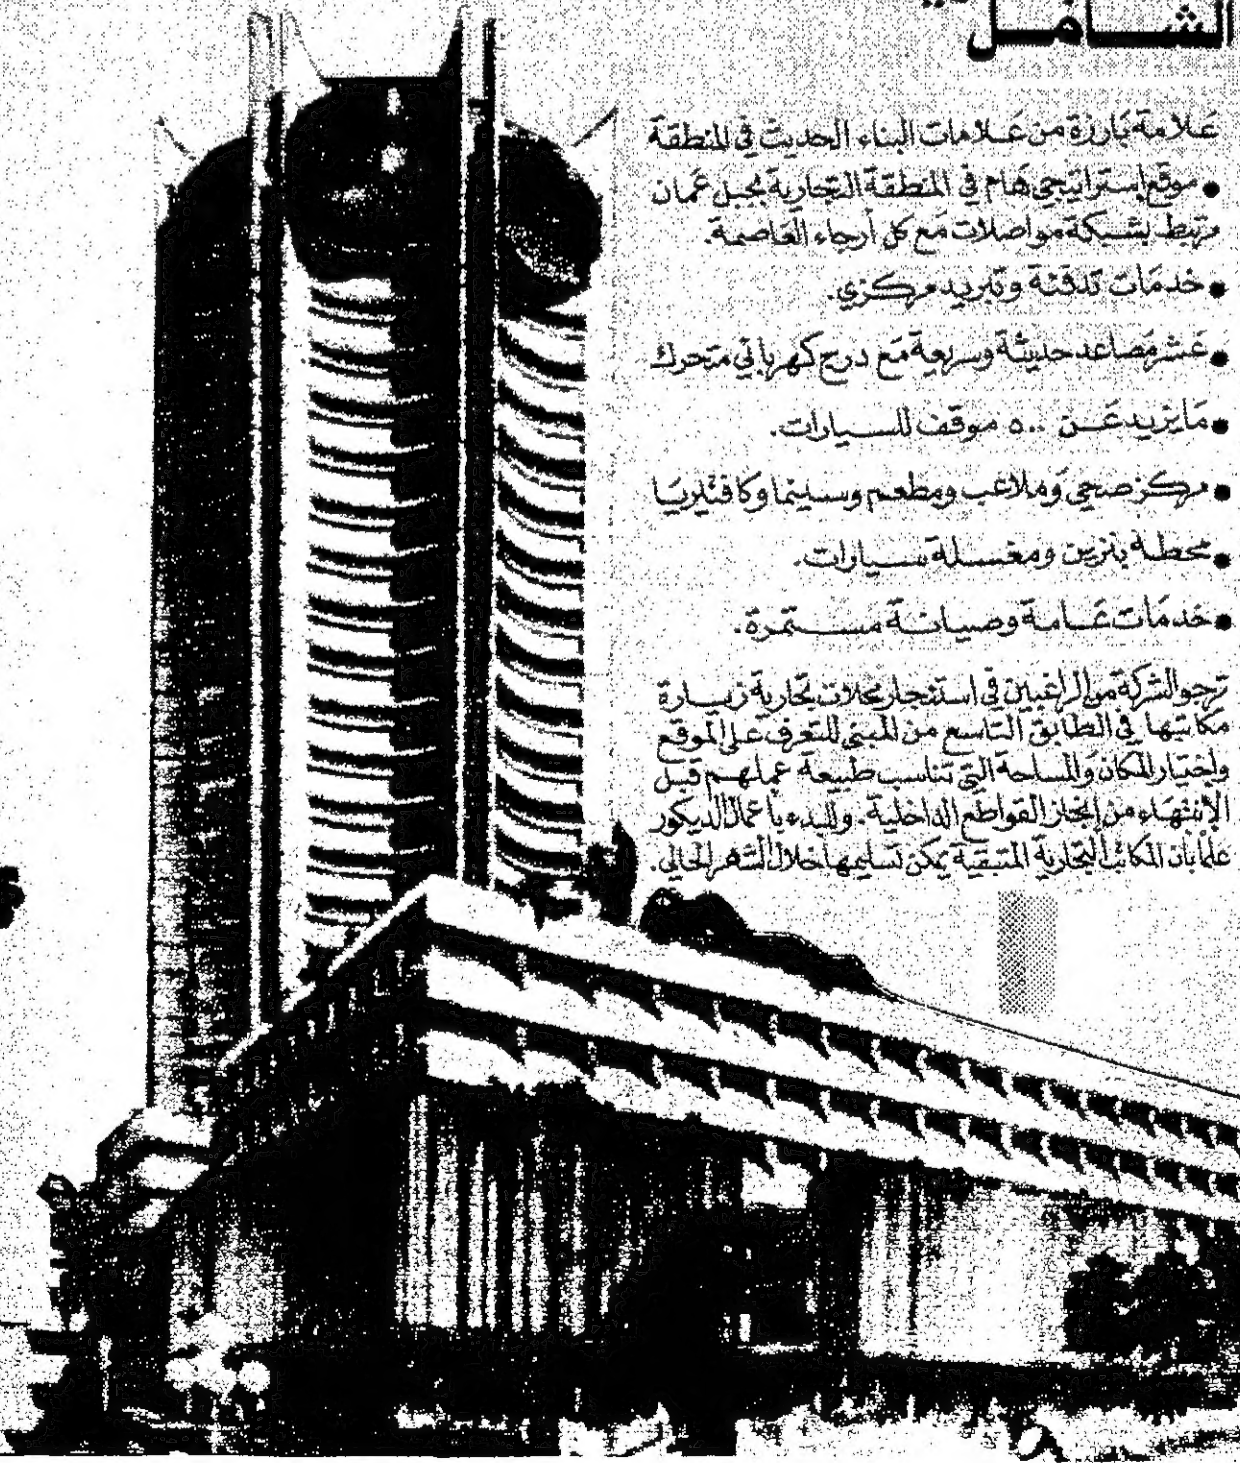 الشامل
علامة بارزة من علامات البناء الحديث في المنطقة
• موقع إستراتيجي هام في المنطقة التجارية بجبل عمان
مرتبط بشبكة مواصلات مع كل أرجاء العاصمة.
• خدمات تدفئة وتبريد مركزي.
• عشر مصاعد حديثة وسريعة مع درج كهربائي متحرك
• ما يزيد عن ٥٠٠ موقف للسيارات.
• مركز صحي وملاعب ومطعم وسينما وكافتيريا
• محطة بنزين ومغسلة سيارات.
• خدمات عامة وصيانة مستمرة.
ترجو الشركة من الراغبين في استئجار محلات تجارية زيارة
مكاتبها في الطابق التاسع من المبنى للتعرف على الموقع
وإختيار المكان والمساحة التي تناسب طبيعة عملهم قبل
الإنتهاء من إنجاز القواطع الداخلية. وللبدء بأعمال الديكور
علماً بأن المكاتب التجارية المتبقية يمكن تسليمها خلال الشهر الحالي.